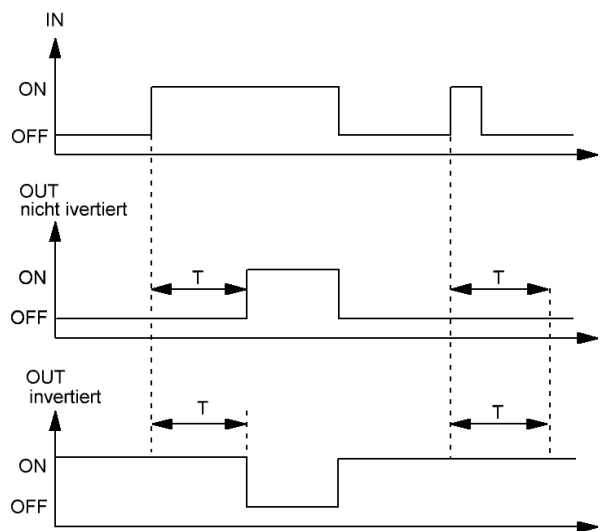 IN
ON
OFF
OUT
nicht ivertiert
ON
T
T
OFF
OUT
invertiert
T
T
ON
OFF